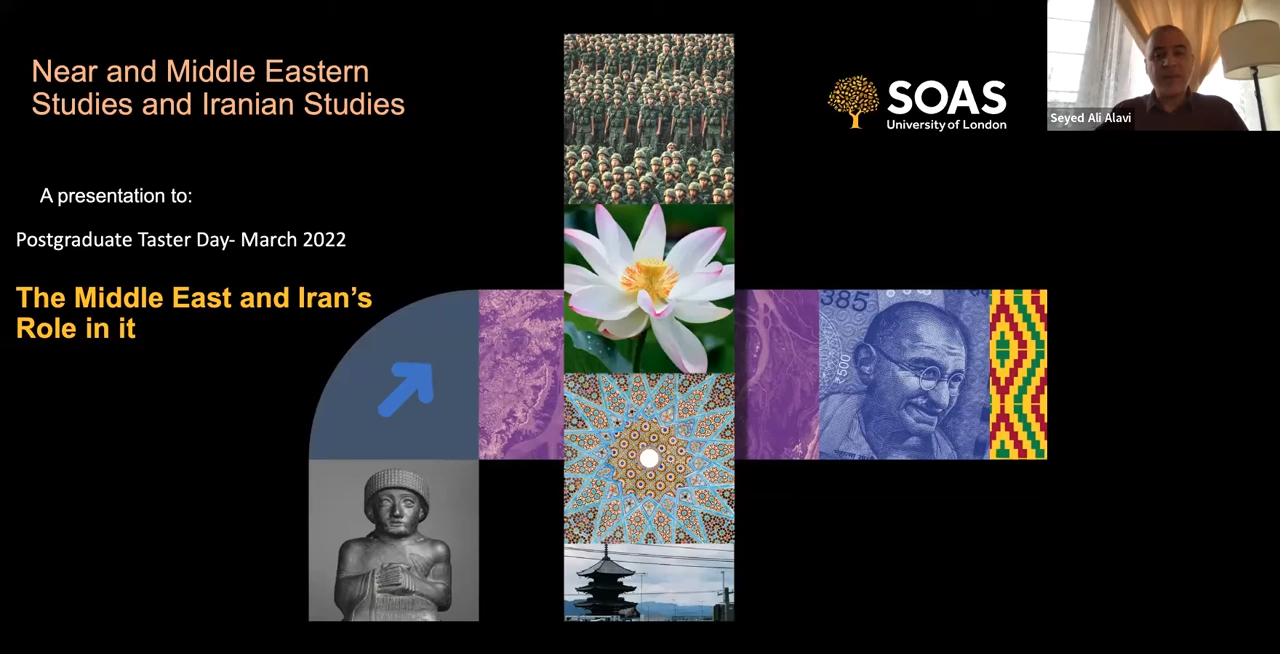 Near and Middle Eastern
Studies and Iranian Studies
A presentation to:
Postgraduate Taster Day- March 2022
The Middle East and Iran’s
Role in it
SOAS
University of London
Seyed Ali Alavi
385
₹500